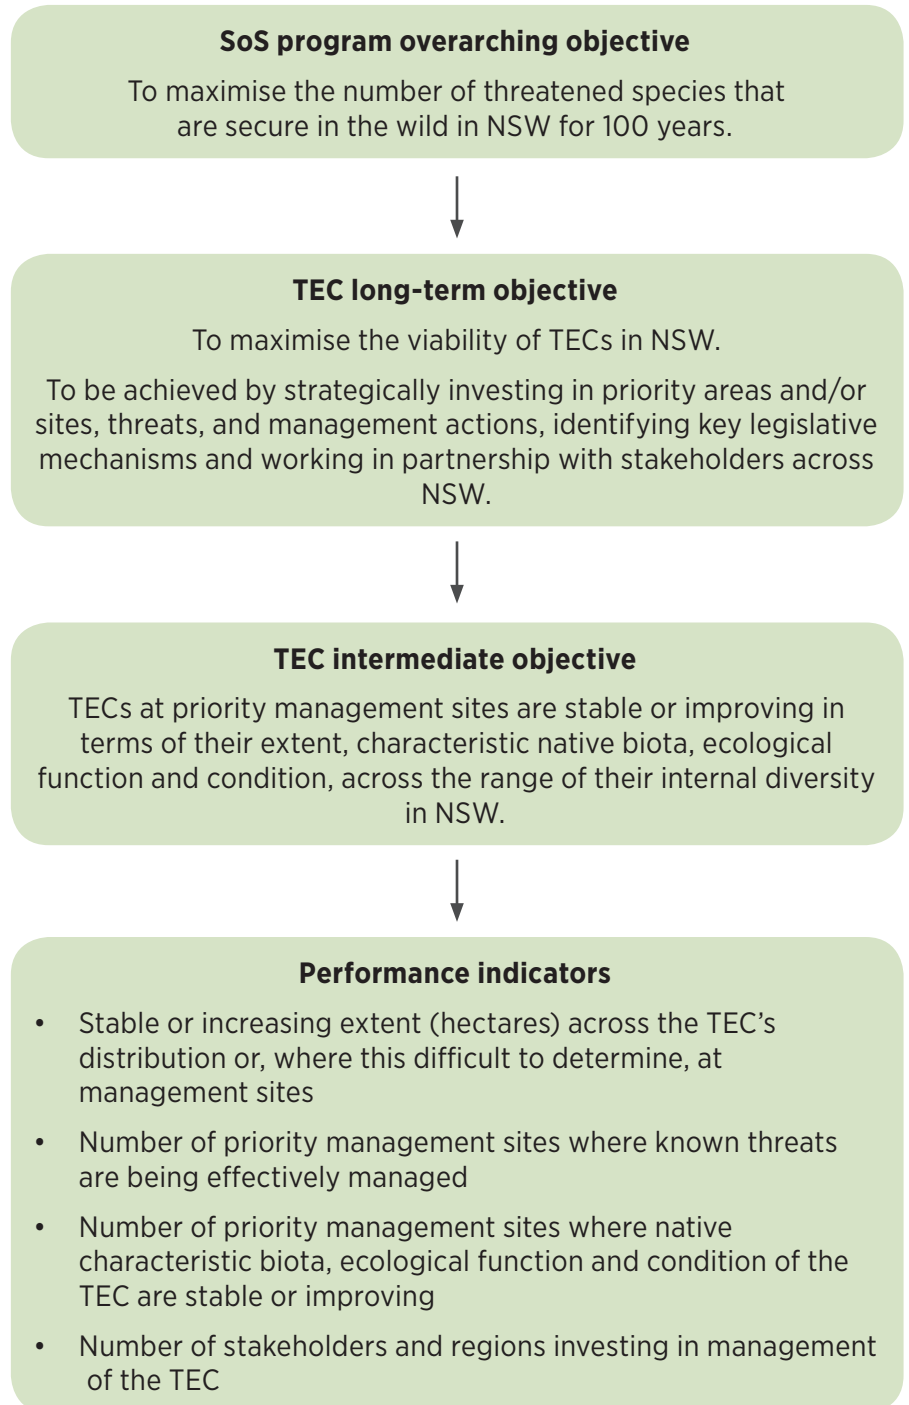 SoS program overarching objective
To maximise the number of threatened species that
are secure in the wild in NSW for 100 years.
TEC long-term objective
To maximise the viability of TECs in NSW.
To be achieved by strategically investing in priority areas and/or
sites, threats, and management actions, identifying key legislative
mechanisms and working in partnership with stakeholders across
NSW.
TEC intermediate objective
TECs at priority management sites are stable or improving in
terms of their extent, characteristic native biota, ecological
function and condition, across the range of their internal diversity
in NSW.
Performance indicators
• Stable or increasing extent (hectares) across the TEC's
distribution or, where this difficult to determine, at
management sites
• Number of priority management sites where known threats
are being effectively managed
• Number of priority management sites where native
characteristic biota, ecological function and condition of the
TEC are stable or improving
• Number of stakeholders and regions investing in management
of the TEC